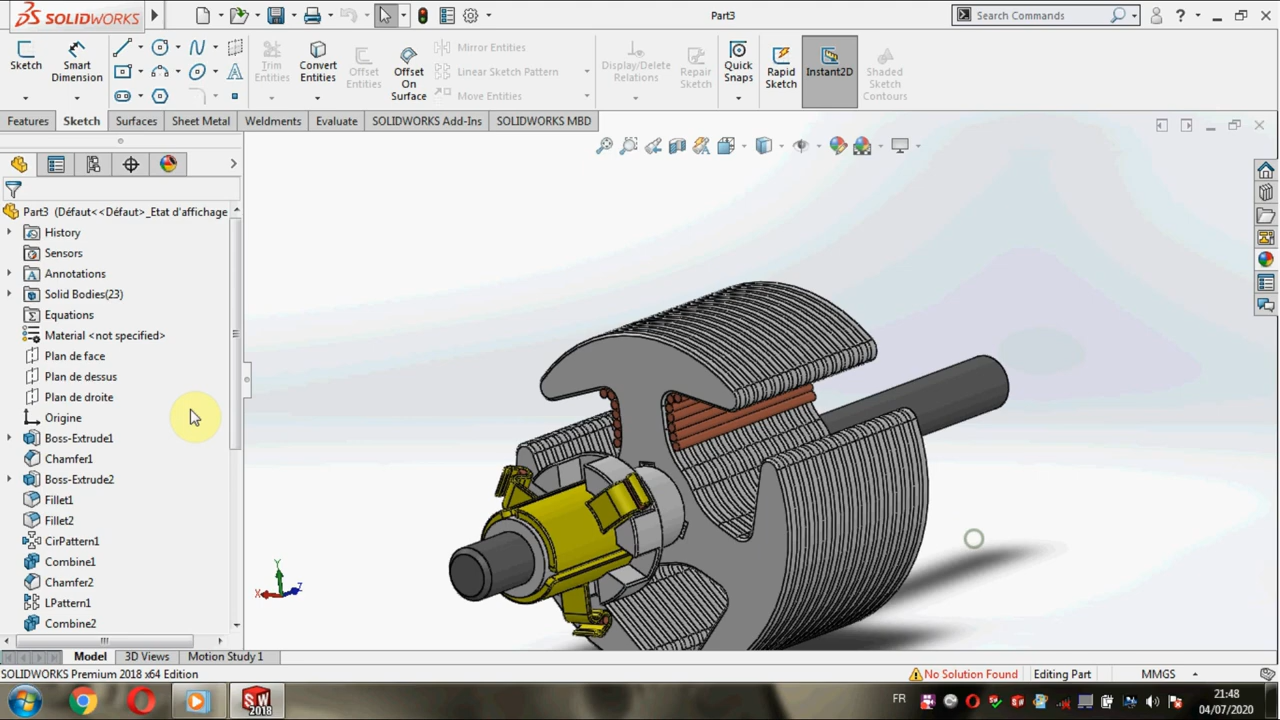 SOLIDWORKS
Part3
Search Commands
Sketch
Smart Dimension
Trim Entities
Convert Entities
Offset Entities
Offset On Surface
Mirror Entities
Linear Sketch Pattern
Move Entities
Display/Delete Relations
Repair Sketch
Quick Snaps
Rapid Sketch
Instant2D
Shaded Sketch Contours
Features
Sketch
Surfaces
Sheet Metal
Weldments
Evaluate
SOLIDWORKS Add-Ins
SOLIDWORKS MBD
Part3 (Défaut<<Défaut>_Etat d'affichage
History
Sensors
Annotations
Solid Bodies(23)
Equations
Material <not specified>
Plan de face
Plan de dessus
Plan de droite
Origine
Boss-Extrude1
Chamfer1
Boss-Extrude2
Fillet1
Fillet2
CirPattern1
Combine1
Chamfer2
LPattern1
Combine2
Y
X
Z
Model
3D Views
Motion Study 1
SOLIDWORKS Premium 2018 x64 Edition
No Solution Found
Editing Part
MMGS
SW
2018
FR
21:48
04/07/2020